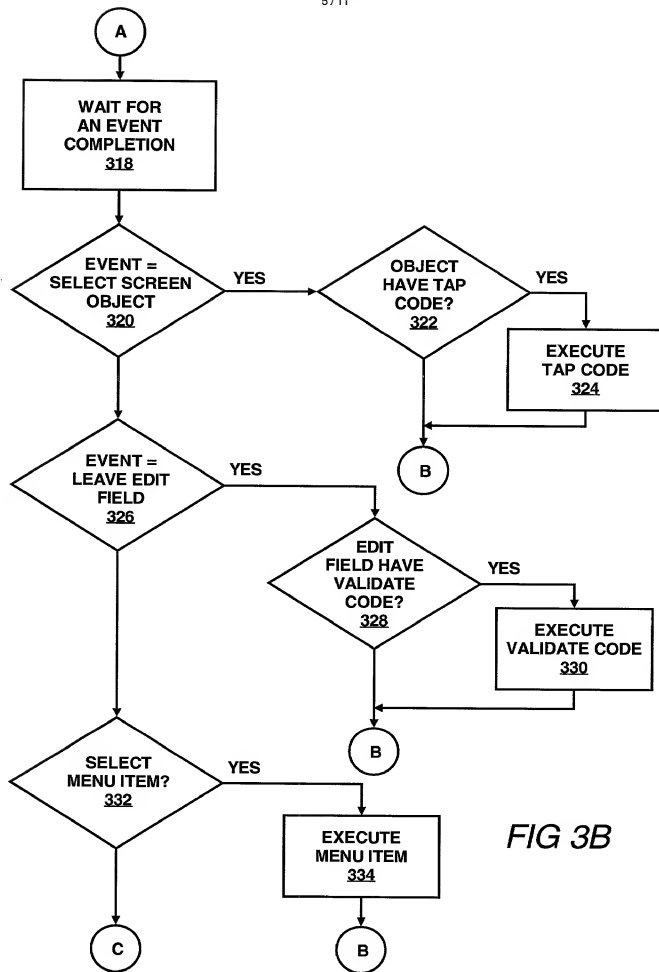 5/11
A
WAIT FOR
AN EVENT
COMPLETION
318
EVENT =
SELECT SCREEN
OBJECT
320
YES
OBJECT
HAVE TAP
CODE?
322
YES
EXECUTE
TAP CODE
324
B
EVENT =
LEAVE EDIT
FIELD
326
YES
EDIT
FIELD HAVE
VALIDATE
CODE?
328
YES
EXECUTE
VALIDATE CODE
330
B
SELECT
MENU ITEM?
332
YES
EXECUTE
MENU ITEM
334
FIG 3B
C
B